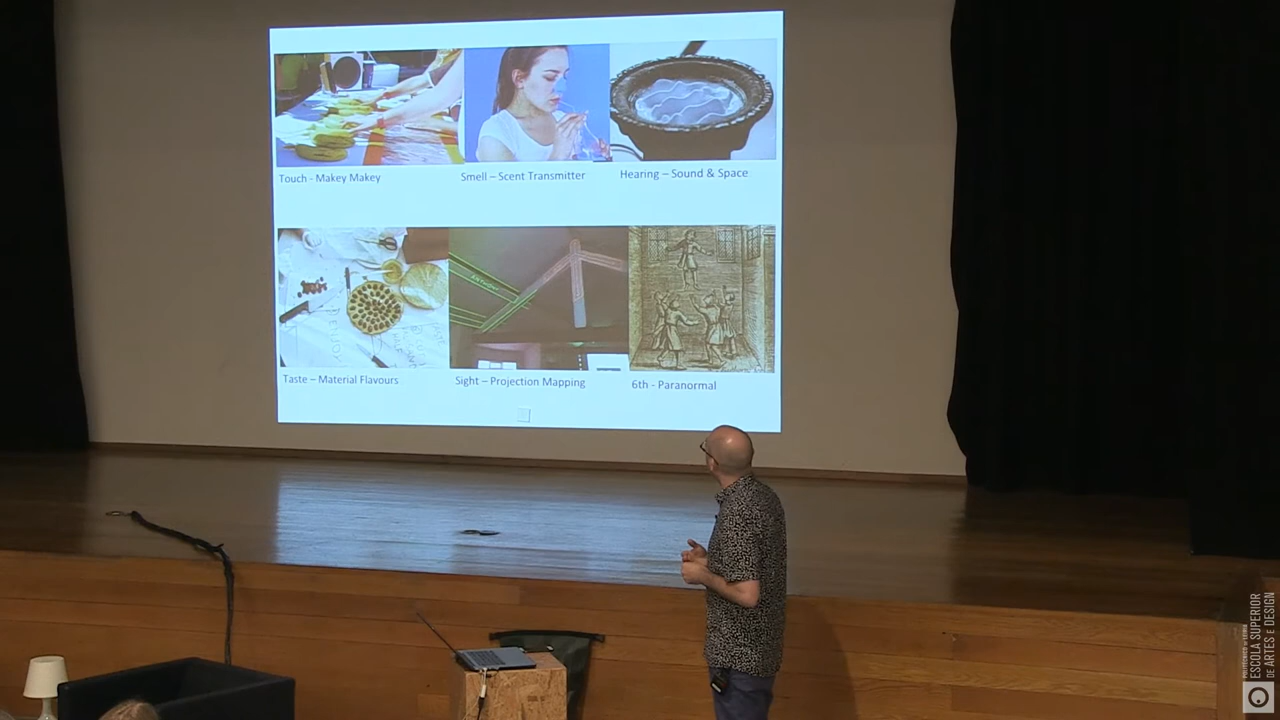 Touch - Makey Makey
Smell – Scent Transmitter
Hearing – Sound & Space
Taste – Material Flavours
Sight – Projection Mapping
6th - Paranormal
ESCOLA SUPERIOR
DE ARTES E DESIGN